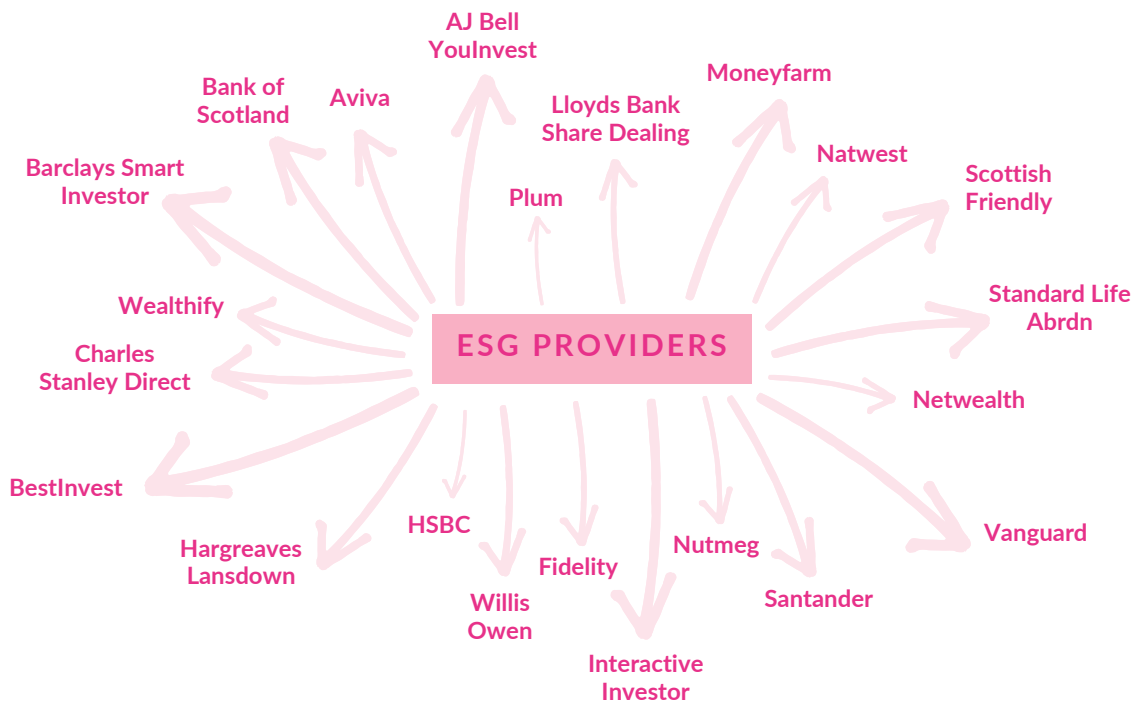 AJ Bell
YouInvest
Moneyfarm
Bank of
Scotland
Aviva
Lloyds Bank
Share Dealing
Natwest
Barclays Smart
Investor
Scottish
Friendly
Plum
Wealthify
Standard Life
Abrdn
ESG PROVIDERS
Charles
Stanley Direct
Netwealth
BestInvest
HSBC
Vanguard
Hargreaves
Lansdown
Nutmeg
Fidelity
Willis
Owen
Santander
Interactive
Investor